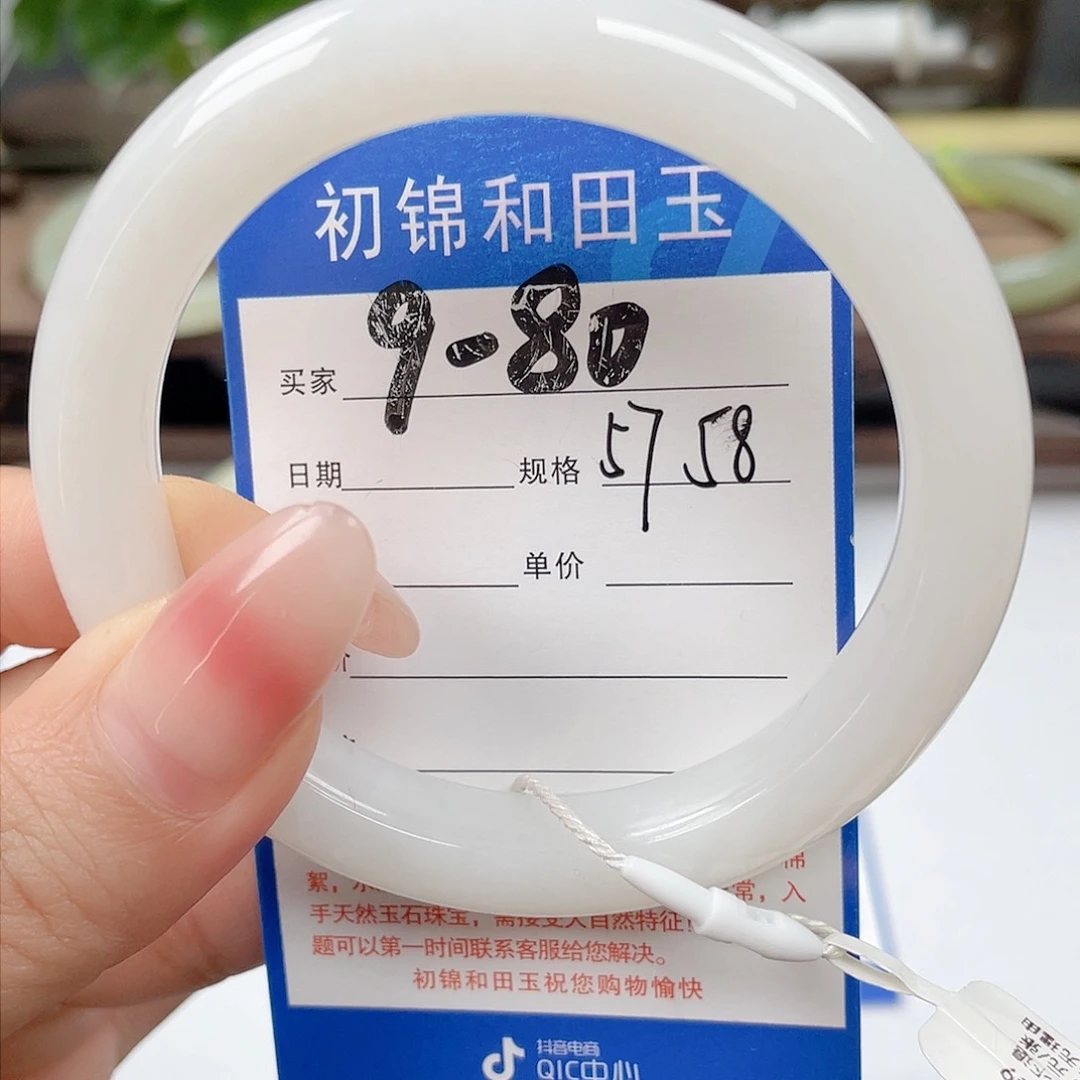 初锦和田玉
买家 9-80
日期 规格 57 58
单价
价
絮，
常，入
手天然玉石珠宝，需接受大自然特征
题可以第一时间联系客服给您解决。
初锦和田玉祝您购物愉快
抖音电商
QIC中心